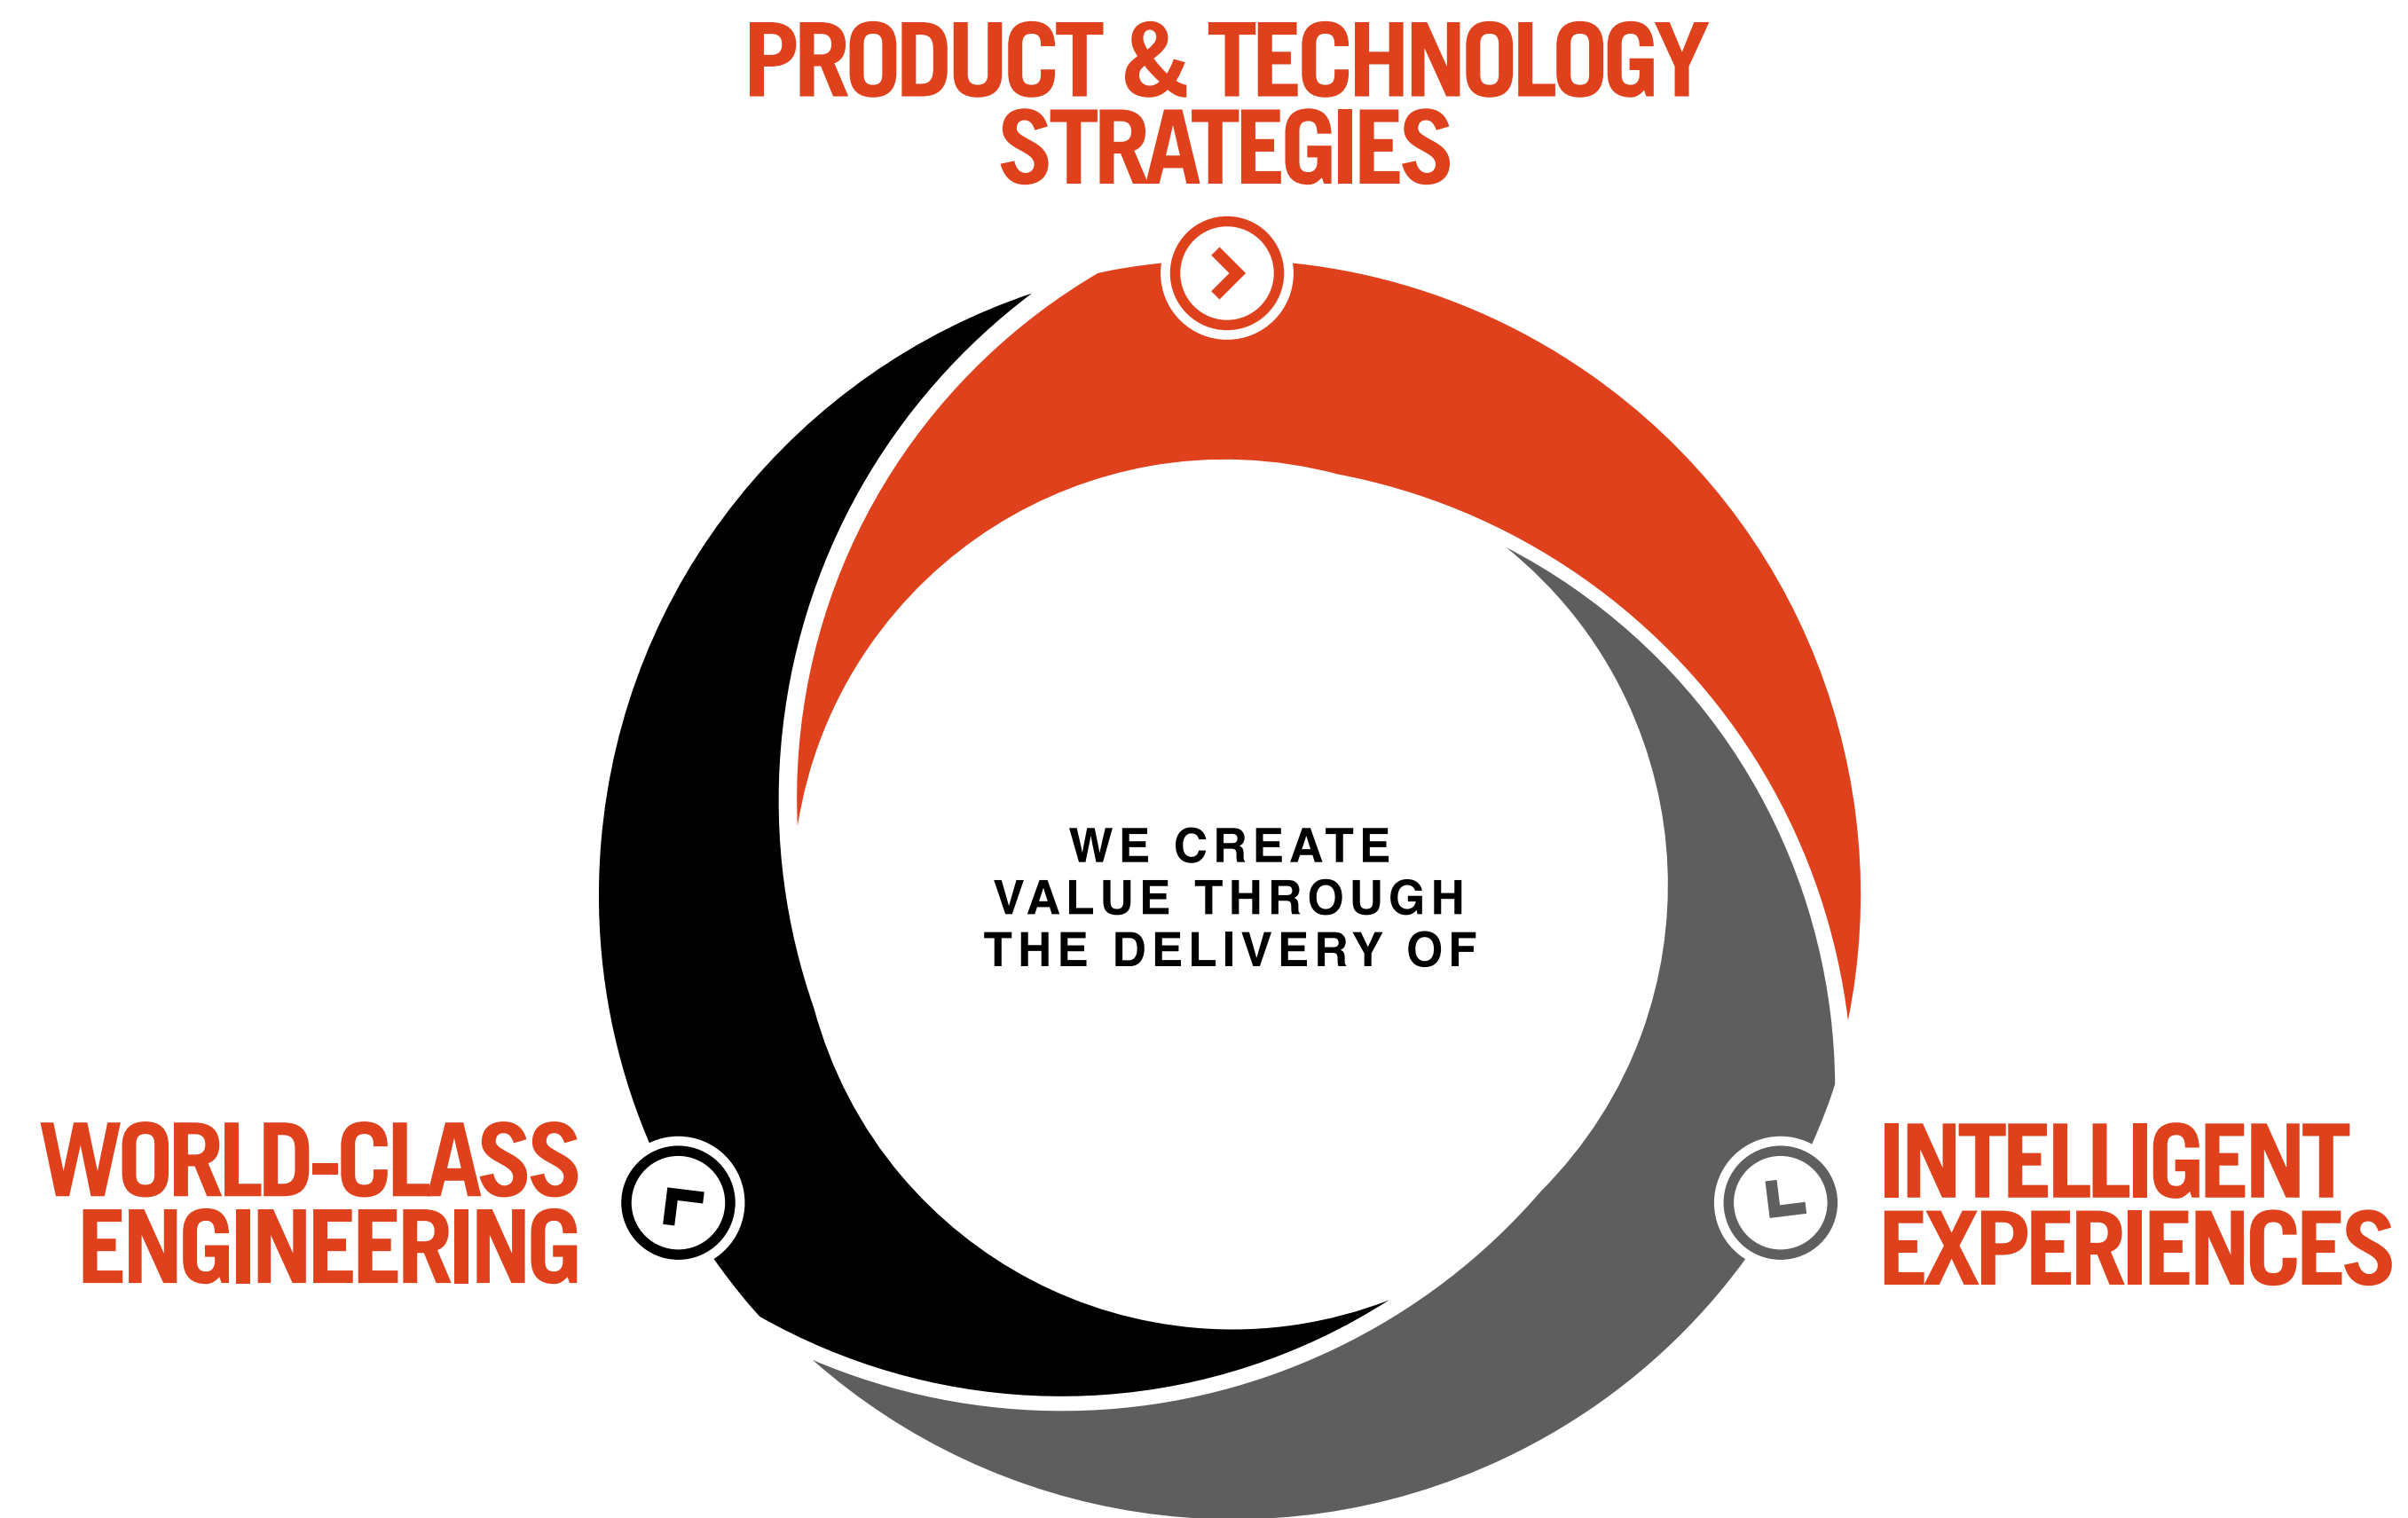 PRODUCT & TECHNOLOGY
STRATEGIES
WE CREATE
VALUE THROUGH
THE DELIVERY OF
WORLD-CLASS
ENGINEERING
INTELLIGENT
EXPERIENCES